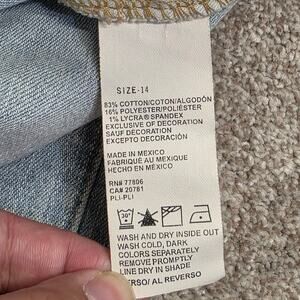 SIZE-14
83% COTTON/COTON/ALGODÓN
16% POLYESTER/POLIÉSTER
1% LYCRA® SPANDEX
EXCLUSIVE OF DECORATION
SAUF DECORATION
EXCEPTO DECORACIÓN
MADE IN MEXICO
FABRIQUÉ AU MEXIQUE
HECHO EN MÉXICO
RN# 77806
CA# 20781
PLI-PLI
30°
WASH AND DRY INSIDE OUT
WASH COLD, DARK
COLORS SEPARATELY
REMOVE PROMPTLY
LINE DRY IN SHADE
AL REVERSO